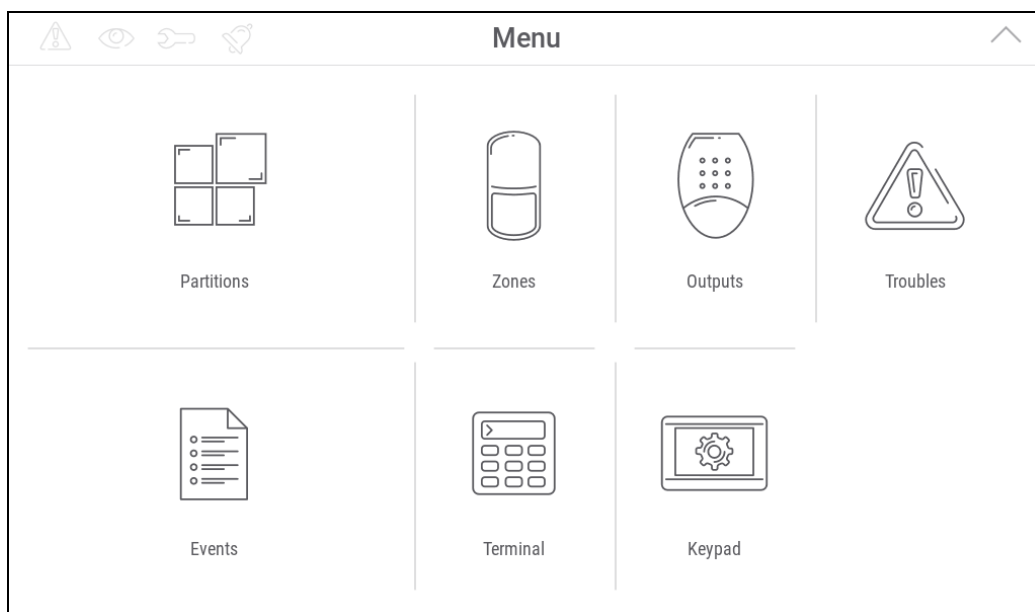 Menu
Partitions
Zones
Outputs
Troubles
Events
Terminal
Keypad